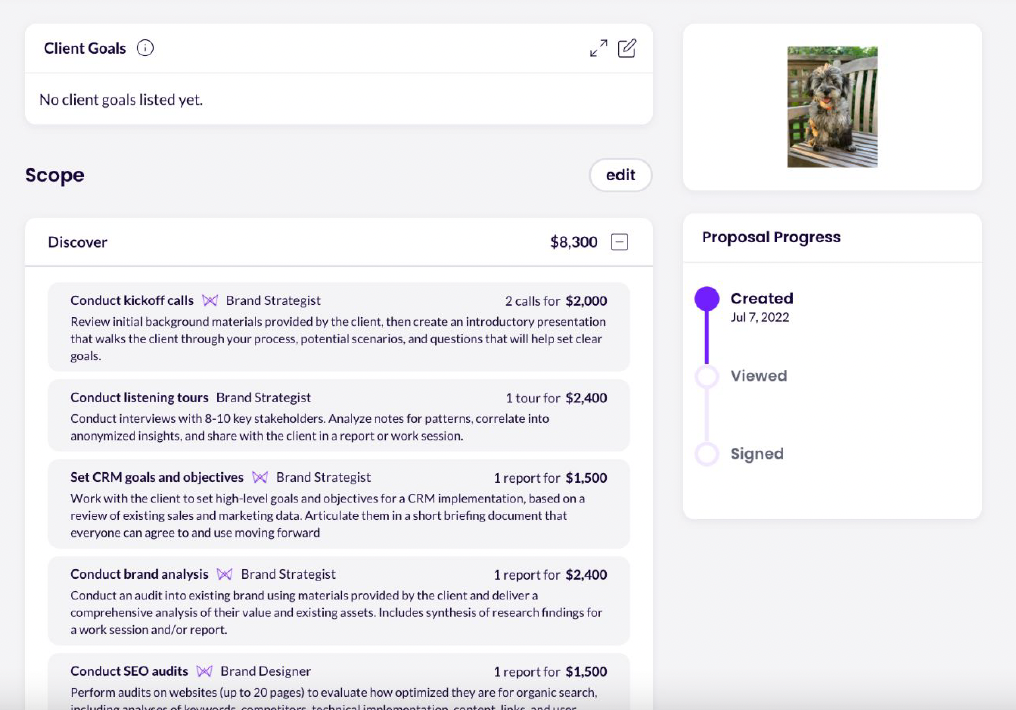 Client Goals
No client goals listed yet.
Scope
edit
Discover
$8,300
Conduct kickoff calls Brand Strategist 2 calls for $2,000
Review initial background materials provided by the client, then create an introductory presentation
that walks the client through your process, potential scenarios, and questions that will help set clear
goals.
Conduct listening tours Brand Strategist 1 tour for $2,400
Conduct interviews with 8-10 key stakeholders. Analyze notes for patterns, correlate into
anonymized insights, and share with the client in a report or work session.
Set CRM goals and objectives Brand Strategist 1 report for $1,500
Work with the client to set high-level goals and objectives for a CRM implementation, based on a
review of existing sales and marketing data. Articulate them in a short briefing document that
everyone can agree to and use moving forward
Conduct brand analysis Brand Strategist 1 report for $2,400
Conduct an audit into existing brand using materials provided by the client and deliver a
comprehensive analysis of their value and existing assets. Includes synthesis of research findings for
a work session and/or report.
Conduct SEO audits Brand Designer 1 report for $1,500
Perform audits on websites (up to 20 pages) to evaluate how optimized they are for organic search,
including analyses of keywords, competitors, technical implementation, content, links, and user
Proposal Progress
Created
Jul 7, 2022
Viewed
Signed